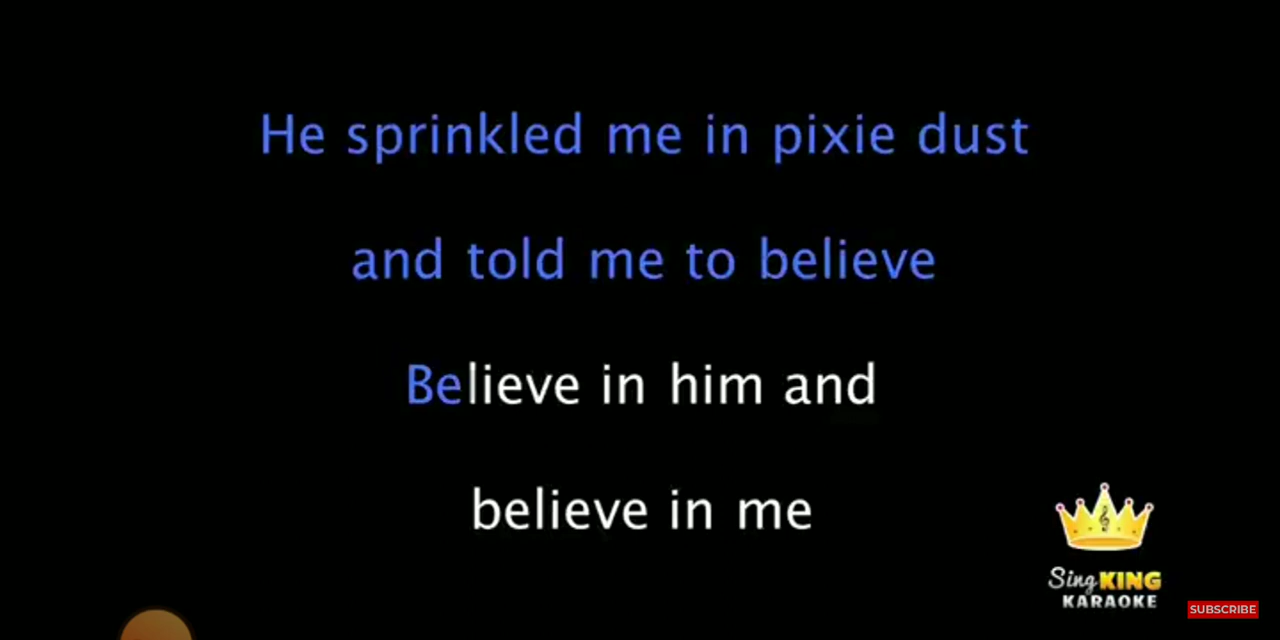 He sprinkled me in pixie dust
and told me to believe
Believe in him and
believe in me
Sing KING
KARAOKE
SUBSCRIBE